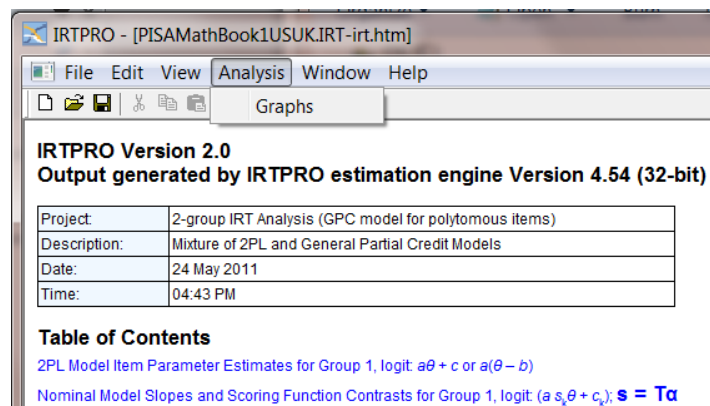 IRTPRO - [PISAMathBook1USUK.IRT-irt.htm]
File Edit View Analysis Window Help
Graphs
IRTPRO Version 2.0
Output generated by IRTPRO estimation engine Version 4.54 (32-bit)
Project: 2-group IRT Analysis (GPC model for polytomous items)
Description: Mixture of 2PL and General Partial Credit Models
Date: 24 May 2011
Time: 04:43 PM
Table of Contents
2PL Model Item Parameter Estimates for Group 1, logit: aθ + c or a(θ – b)
Nominal Model Slopes and Scoring Function Contrasts for Group 1, logit: (a sₖθ + cₖ); s = Tα